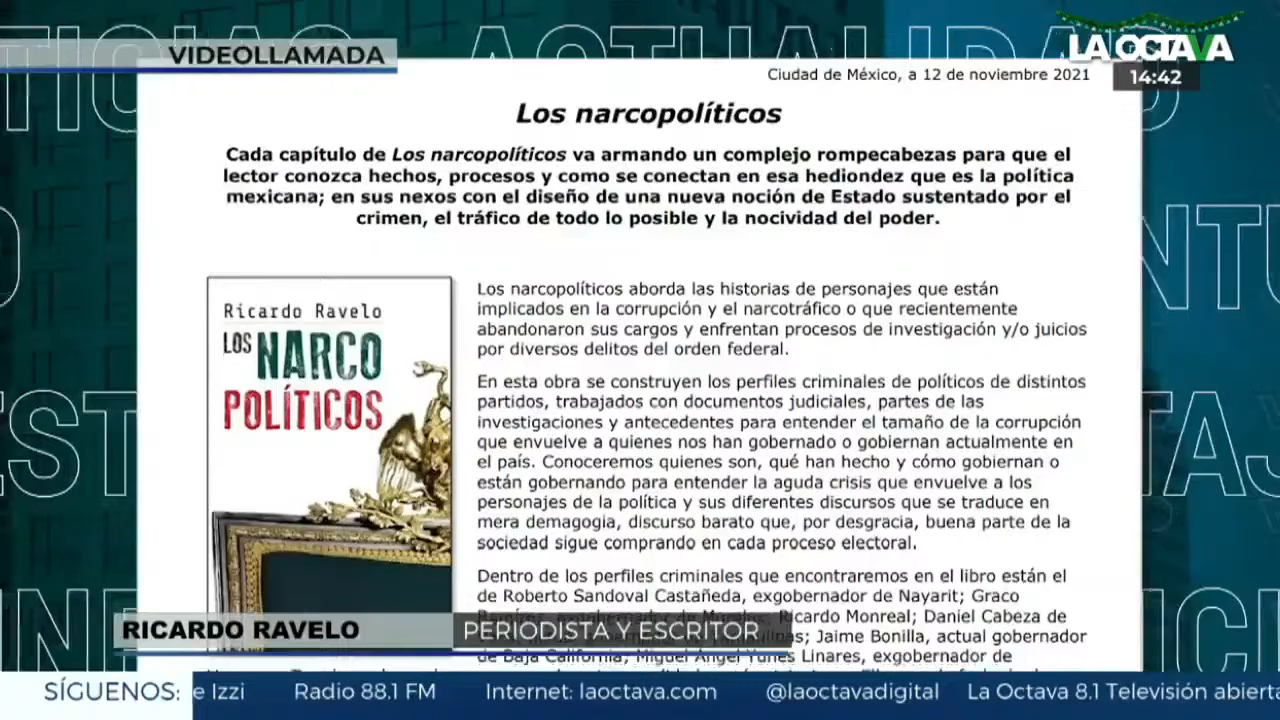 VIDEOLLAMADA
LA OCTAVA
14:42
Ciudad de México, a 12 de noviembre 2021
Los narcopolíticos
Cada capítulo de Los narcopolíticos va armando un complejo rompecabezas para que el
lector conozca hechos, procesos y como se conectan en esa hediondez que es la política
mexicana; en sus nexos con el diseño de una nueva noción de Estado sustentado por el
crimen, el tráfico de todo lo posible y la nocividad del poder.
Ricardo Ravelo
LOS NARCO
POLÍTICOS
Los narcopolíticos aborda las historias de personajes que están
implicados en la corrupción y el narcotráfico o que recientemente
abandonaron sus cargos y enfrentan procesos de investigación y/o juicios
por diversos delitos del orden federal.
En esta obra se construyen los perfiles criminales de políticos de distintos
partidos, trabajados con documentos judiciales, partes de las
investigaciones y antecedentes para entender el tamaño de la corrupción
que envuelve a quienes nos han gobernado o gobiernan actualmente en
el país. Conoceremos quienes son, qué han hecho y cómo gobiernan o
están gobernando para entender la aguda crisis que envuelve a los
personajes de la política y sus diferentes discursos que se traduce en
mera demagogia, discurso barato que, por desgracia, buena parte de la
sociedad sigue comprando en cada proceso electoral.
Dentro de los perfiles criminales que encontraremos en el libro están el
de Roberto Sandoval Castañeda, exgobernador de Nayarit; Graco
Ricardo Monreal; Daniel Cabeza de
Jaime Bonilla, actual gobernador
de Baja California; Miguel Ángel Yunes Linares, exgobernador de
RICARDO RAVELO
PERIODISTA Y ESCRITOR
SÍGUENOS: e Izzi Radio 88.1 FM Internet: laoctava.com @laoctavadigital La Octava 8.1 Televisión abierta